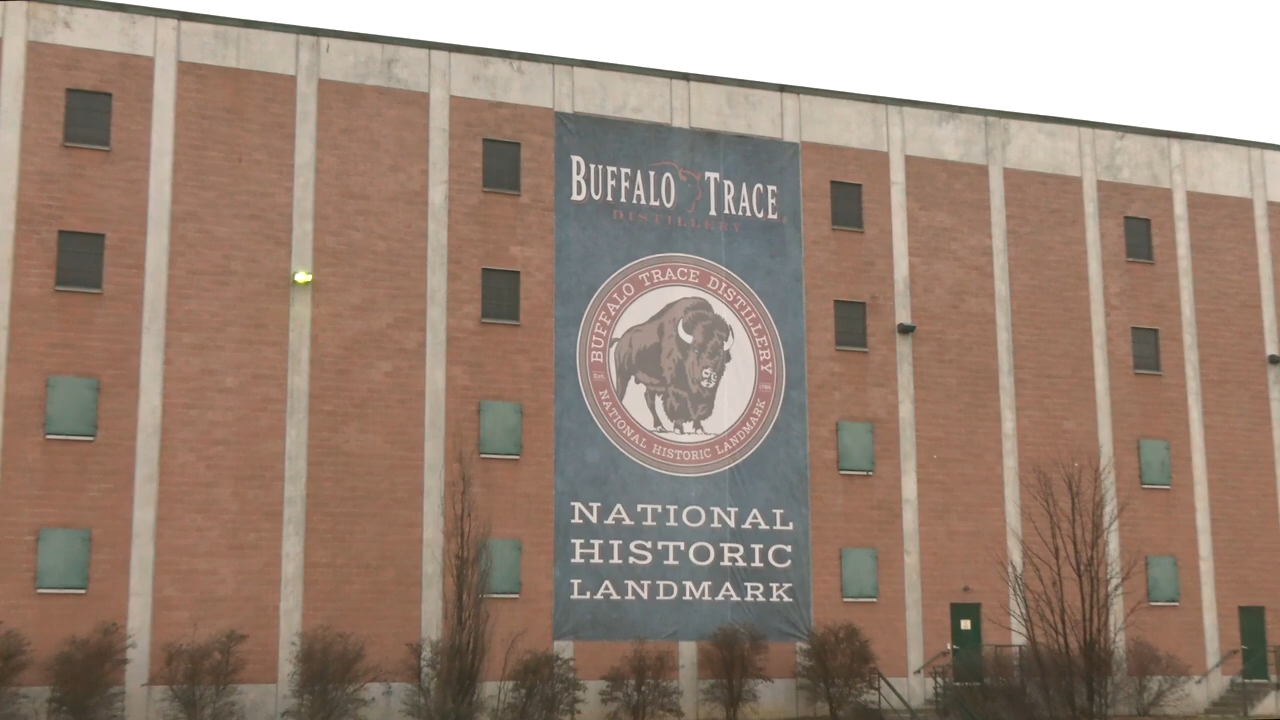 BUFFALO TRACE
DISTILLERY
BUFFALO TRACE DISTILLERY
NATIONAL HISTORIC LANDMARK
NATIONAL
HISTORIC
LANDMARK